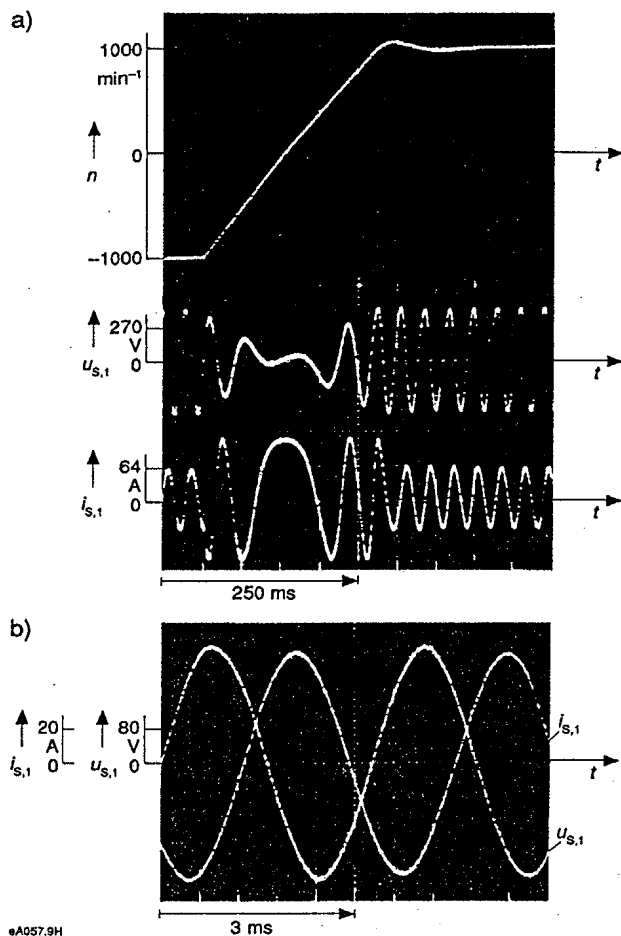 a)
1000
min⁻¹
n
0
t
–1000
270
V
0
u_S,1
t
64
A
0
i_S,1
t
250 ms
b)
20
A
0
i_S,1
80
V
0
u_S,1
i_S,1
t
u_S,1
3 ms
eA057.9H